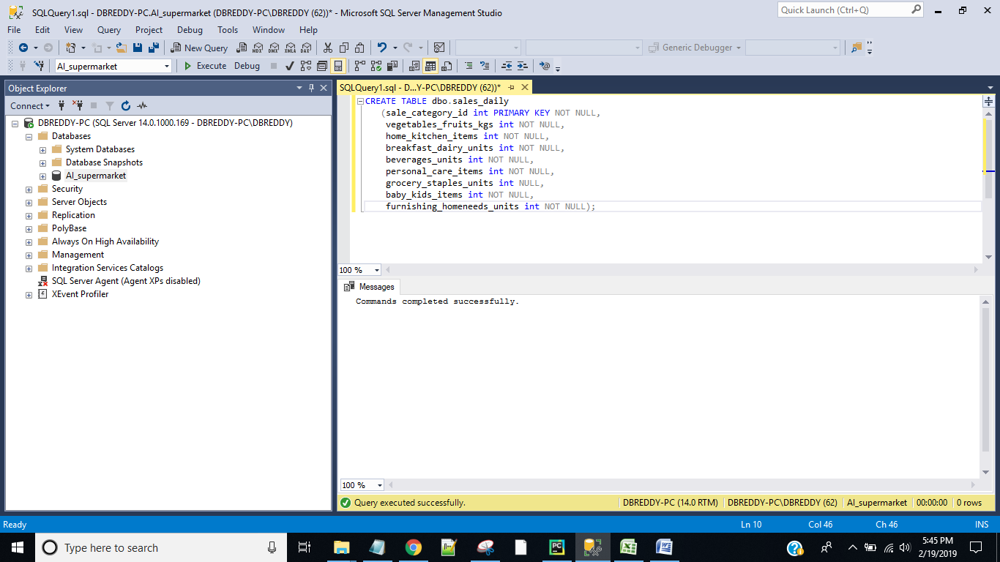 SQLQuery1.sql - DBREDDY-PC.AI_supermarket (DBREDDY-PC\DBREDDY (62))* - Microsoft SQL Server Management Studio
Quick Launch (Ctrl+Q)
File Edit View Query Project Debug Tools Window Help
New Query MDX DMX XMLA DAX Generic Debugger
AI_supermarket Execute Debug
Object Explorer
Connect
DBREDDY-PC (SQL Server 14.0.1000.169 - DBREDDY-PC\DBREDDY)
Databases
System Databases
Database Snapshots
AI_supermarket
Security
Server Objects
Replication
PolyBase
Always On High Availability
Management
Integration Services Catalogs
SQL Server Agent (Agent XPs disabled)
XEvent Profiler
SQLQuery1.sql - D...Y-PC\DBREDDY (62))*
CREATE TABLE dbo.sales_daily
(sale_category_id int PRIMARY KEY NOT NULL,
vegetables_fruits_kgs int NOT NULL,
home_kitchen_items int NOT NULL,
breakfast_dairy_units int NOT NULL,
beverages_units int NOT NULL,
personal_care_items int NOT NULL,
grocery_staples_units int NULL,
baby_kids_items int NOT NULL,
furnishing_homeneeds_units int NOT NULL);
100 %
Messages
Commands completed successfully.
100 %
Query executed successfully. DBREDDY-PC (14.0 RTM) DBREDDY-PC\DBREDDY (62) AI_supermarket 00:00:00 0 rows
Ready Ln 10 Col 46 Ch 46 INS
Type here to search
PC
5:45 PM
2/19/2019